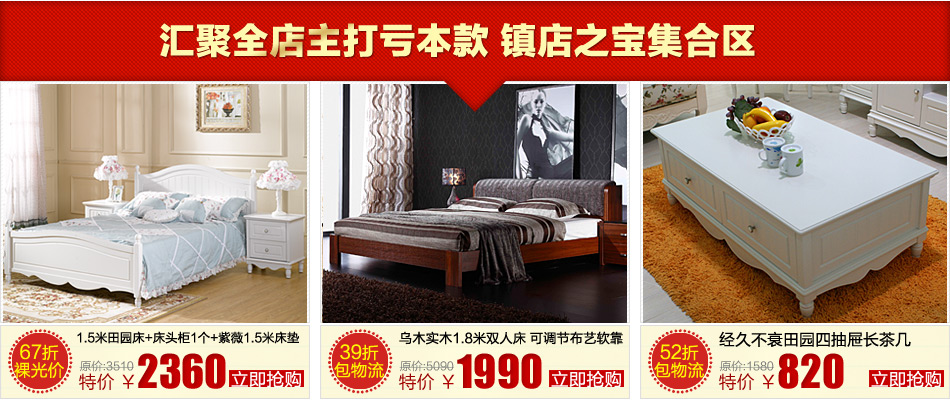 汇聚全店主打亏本款 镇店之宝集合区
1.5米田园床+床头柜1个+紫薇1.5米床垫
67折
裸光价
原价:3510
特价 ¥2360
立即抢购
乌木实木1.8米双人床 可调节布艺软靠
39折
包物流
原价:5090
特价 ¥1990
立即抢购
经久不衰田园四抽屉长茶几
52折
包物流
原价:1580
特价 ¥820
立即抢购